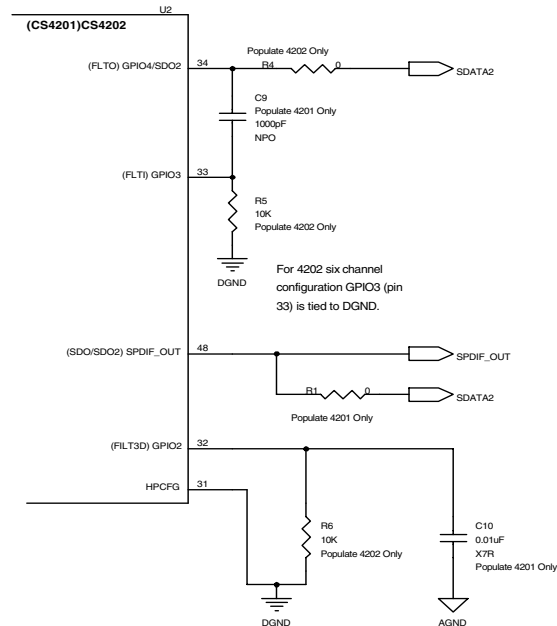 U2
(CS4201)CS4202
Populate 4202 Only
(FLTO) GPIO4/SDO2 34 R4 0 SDATA2
C9
Populate 4201 Only
1000pF
NPO
(FLTI) GPIO3 33
R5
10K
Populate 4202 Only
DGND
For 4202 six channel
configuration GPIO3 (pin
33) is tied to DGND.
(SDO/SDO2) SPDIF_OUT 48 SPDIF_OUT
R1 0 SDATA2
Populate 4201 Only
(FILT3D) GPIO2 32
HPCFG 31
R6
10K
Populate 4202 Only
C10
0.01uF
X7R
Populate 4201 Only
DGND
AGND